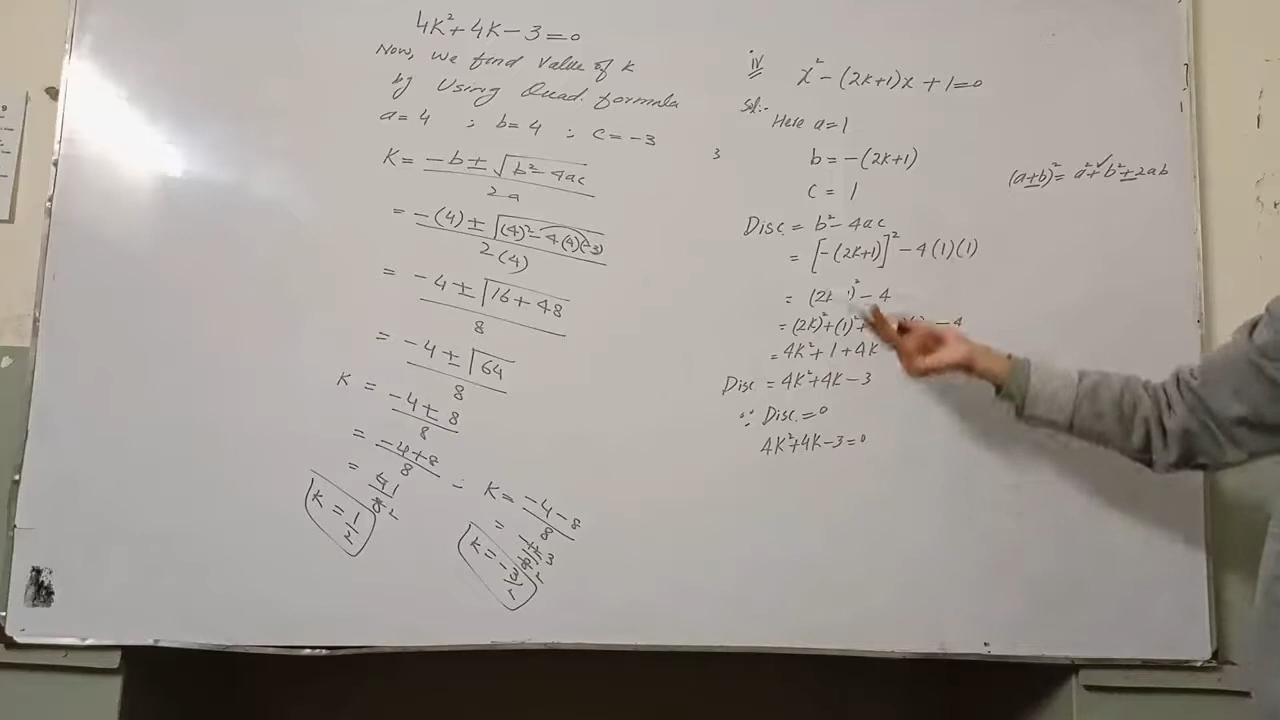 4K²+4K-3=0
Now, we find value of K
by Using Quad. formula
a=4 ; b=4 ; c=-3
K= -b±√b²-4ac / 2a
= -(4)±√(4)²-4(4)(-3) / 2(4)
= -4±√16+48 / 8
= -4±√64 / 8
K = -4±8 / 8
= -4+8 / 8 ; K= -4-8 / 8
= 4 1 / 8 2
K=1/2
= -12 3 / 8 2
K=-3/2
iv x²-(2K+1)x+1=0
Sol:-
Here a=1
3
b=-(2K+1)
c=1
(a+b)²=a²+b²+2ab
Disc=b²-4ac
=[-(2K+1)]²-4(1)(1)
=(2K 1)²-4
=(2K)²+(1)²+ -4
=4K²+1+4K
Disc=4K²+4K-3
∵ Disc.=0
4K²+4K-3=0